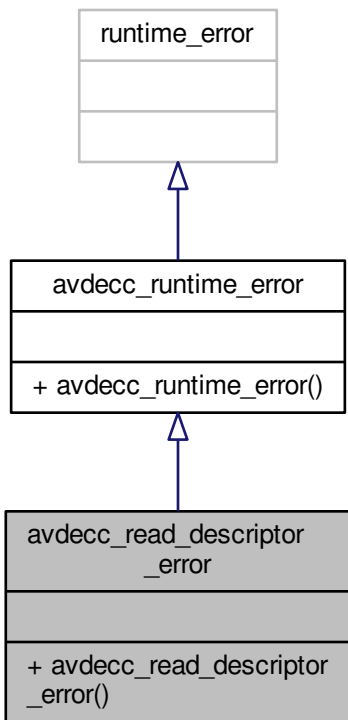 runtime_error
avdecc_runtime_error
+ avdecc_runtime_error()
avdecc_read_descriptor
_error
+ avdecc_read_descriptor
_error()